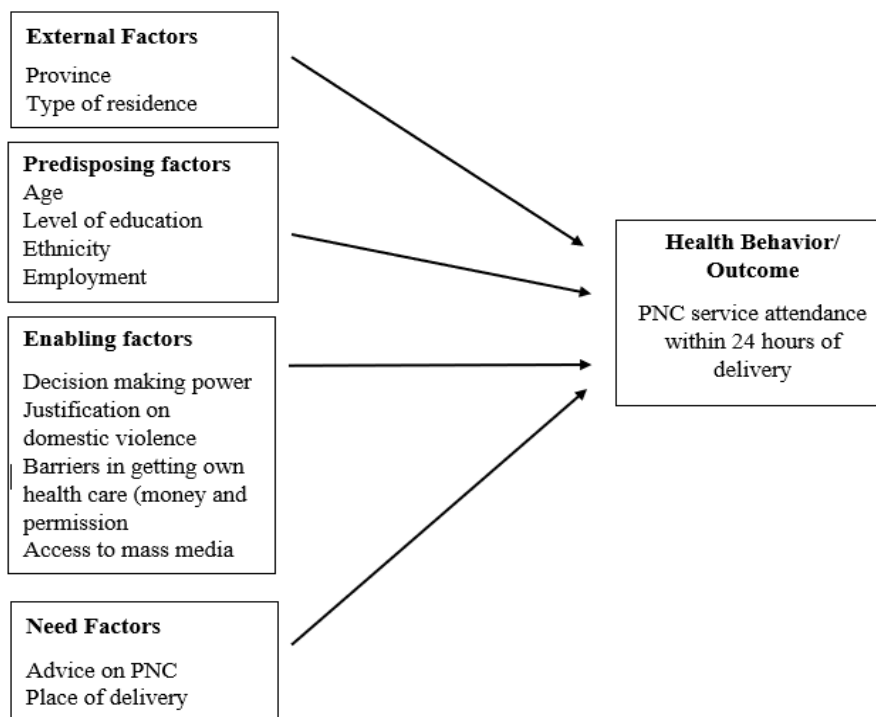 External Factors
Province
Type of residence
Predisposing factors
Age
Level of education
Ethnicity
Employment
Enabling factors
Decision making power
Justification on
domestic violence
Barriers in getting own
health care (money and
permission
Access to mass media
Need Factors
Advice on PNC
Place of delivery
Health Behavior/
Outcome
PNC service attendance
within 24 hours of
delivery